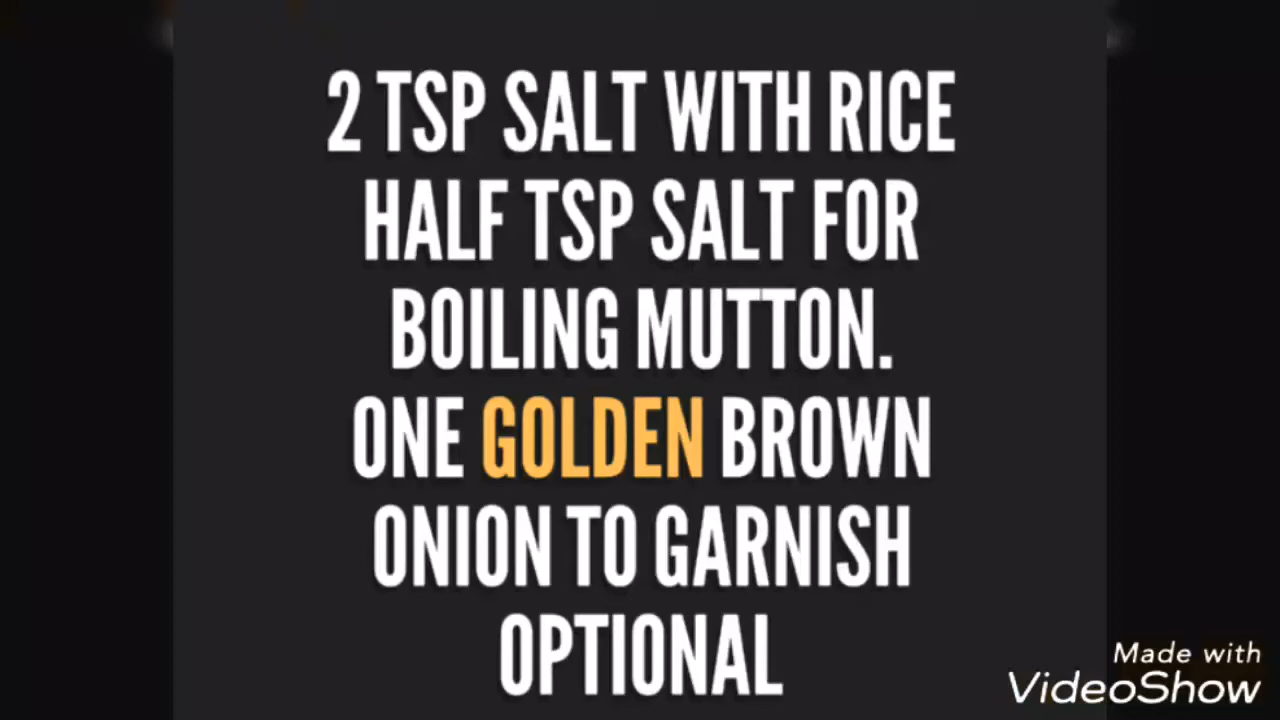 2 TSP SALT WITH RICE
HALF TSP SALT FOR
BOILING MUTTON.
ONE GOLDEN BROWN
ONION TO GARNISH
OPTIONAL
Made with
VideoShow